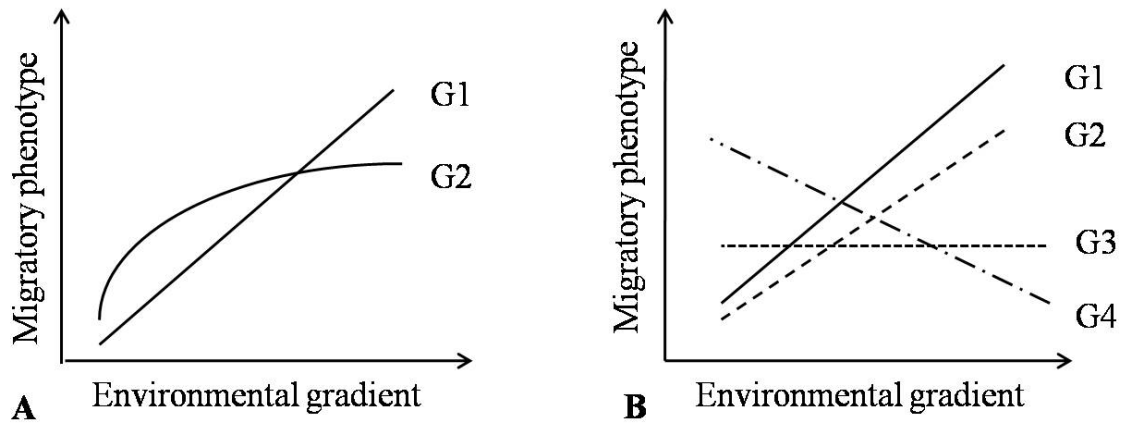 Migratory phenotype
G1
G2
Environmental gradient
A
Migratory phenotype
G1
G2
G3
G4
Environmental gradient
B